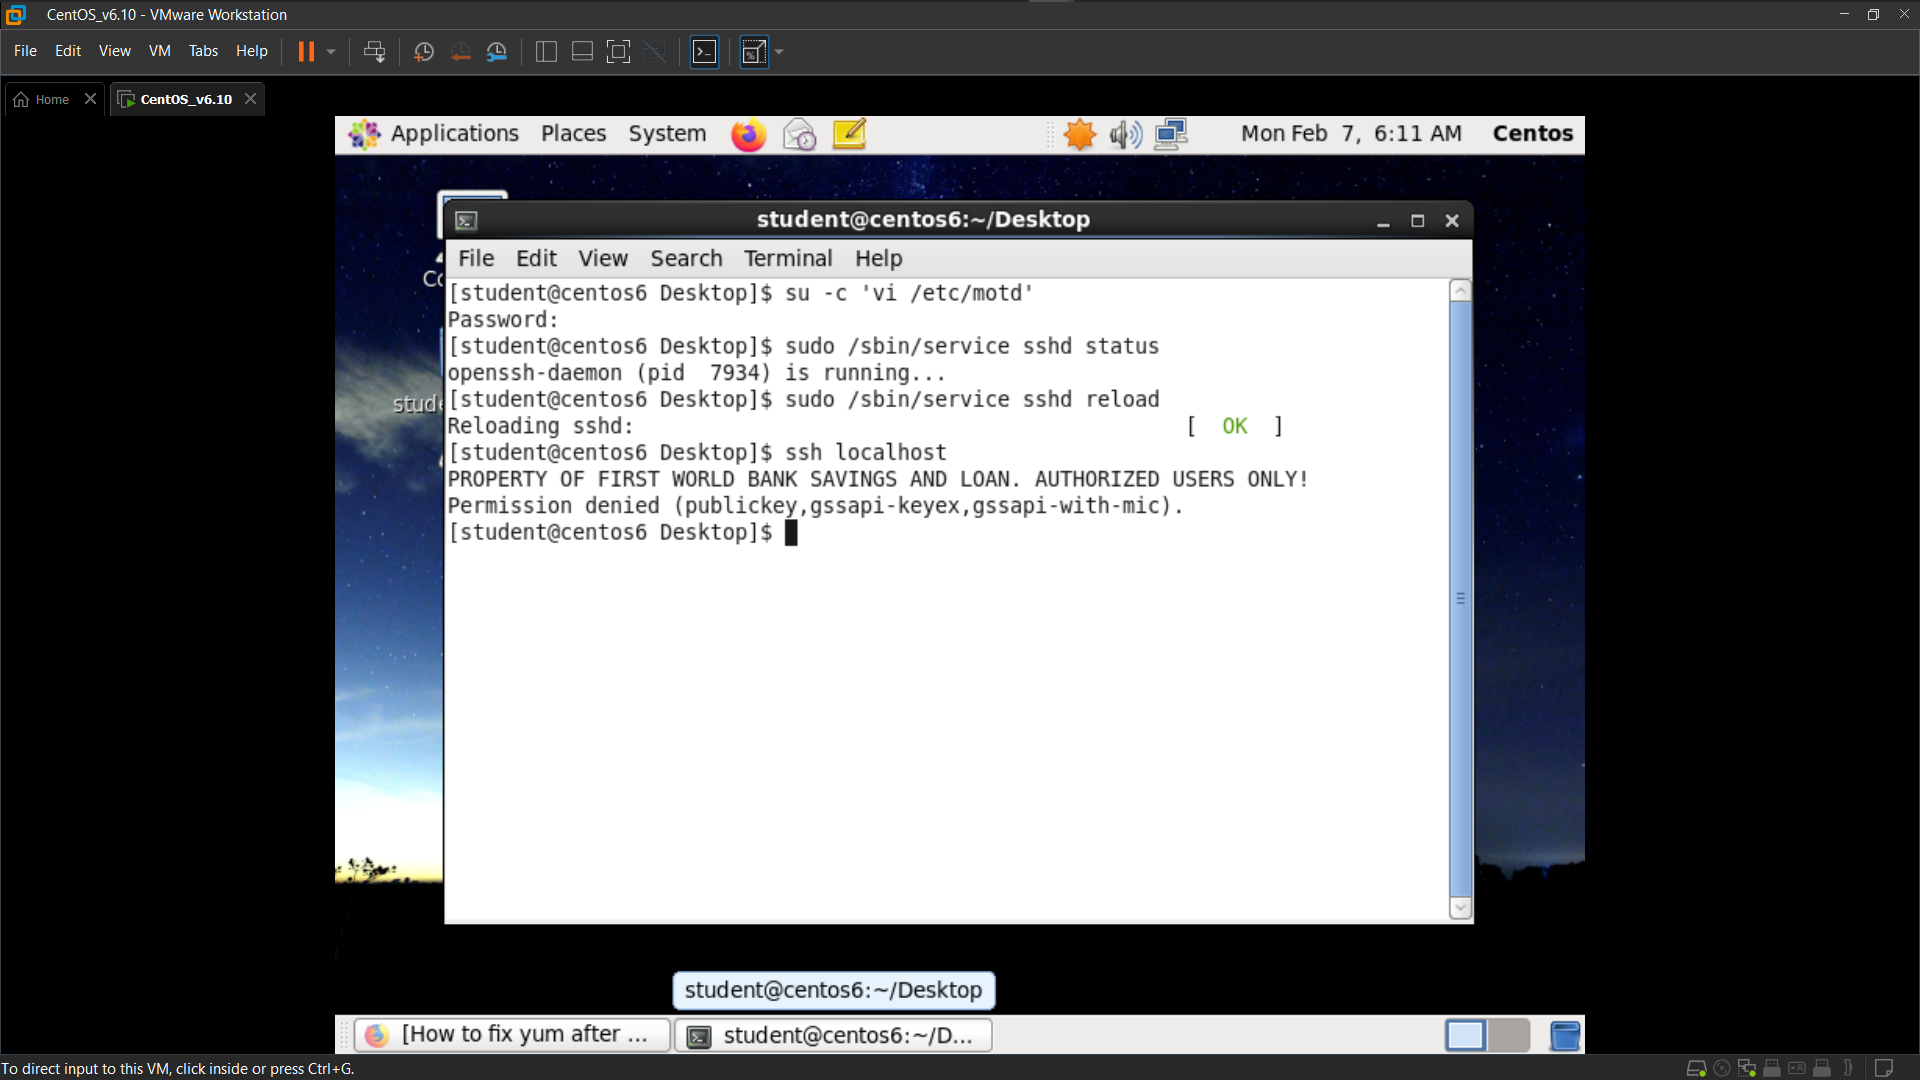 CentOS_v6.10 - VMware Workstation
File Edit View VM Tabs Help
Home CentOS_v6.10
Applications Places System Mon Feb 7, 6:11 AM Centos
student@centos6:~/Desktop
File Edit View Search Terminal Help
[student@centos6 Desktop]$ su -c 'vi /etc/motd'
Password:
[student@centos6 Desktop]$ sudo /sbin/service sshd status
openssh-daemon (pid  7934) is running...
[student@centos6 Desktop]$ sudo /sbin/service sshd reload
Reloading sshd: [  OK  ]
[student@centos6 Desktop]$ ssh localhost
PROPERTY OF FIRST WORLD BANK SAVINGS AND LOAN. AUTHORIZED USERS ONLY!
Permission denied (publickey,gssapi-keyex,gssapi-with-mic).
[student@centos6 Desktop]$
student@centos6:~/Desktop
[How to fix yum after ... student@centos6:~/D...
To direct input to this VM, click inside or press Ctrl+G.